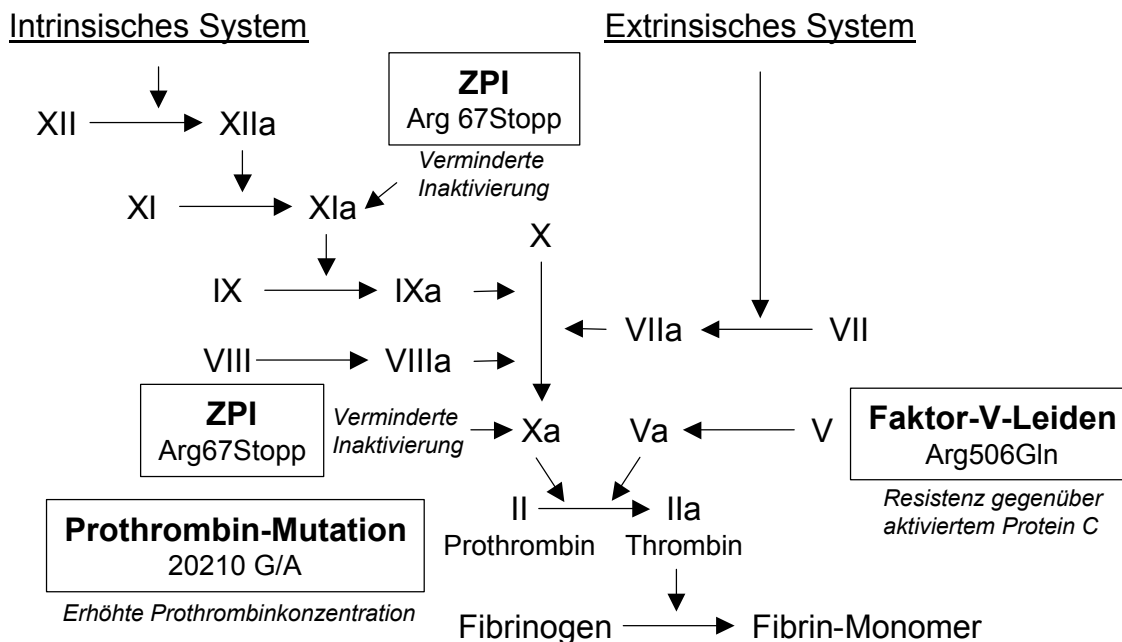 Intrinsisches System
Extrinsisches System
ZPI
Arg 67Stopp
Verminderte
Inaktivierung
XII
XIIa
XI
XIa
X
IX
IXa
VIIa
VII
VIII
VIIIa
ZPI
Arg67Stopp
Verminderte
Inaktivierung
Xa
Va
V
Faktor-V-Leiden
Arg506Gln
Resistenz gegenüber
aktiviertem Protein C
II
IIa
Prothrombin
Thrombin
Prothrombin-Mutation
20210 G/A
Erhöhte Prothrombinkonzentration
Fibrinogen
Fibrin-Monomer